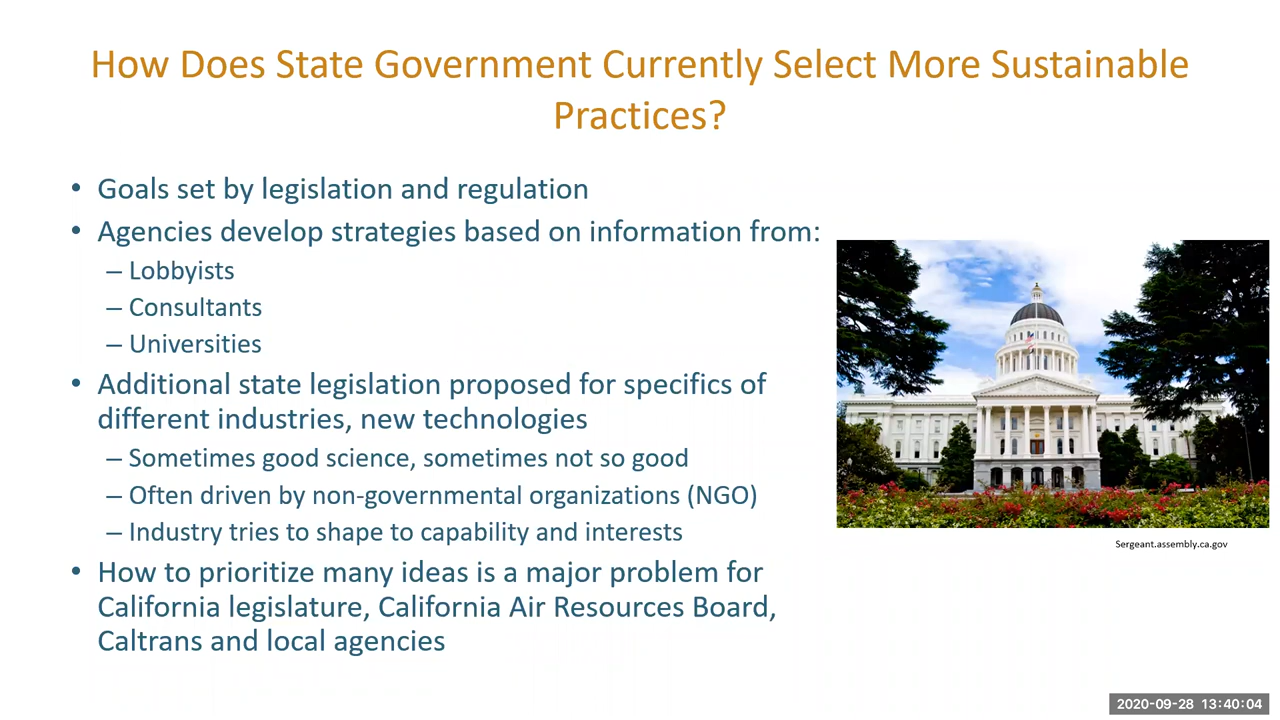 How Does State Government Currently Select More Sustainable
Practices?
• Goals set by legislation and regulation
• Agencies develop strategies based on information from:
– Lobbyists
– Consultants
– Universities
• Additional state legislation proposed for specifics of
different industries, new technologies
– Sometimes good science, sometimes not so good
– Often driven by non-governmental organizations (NGO)
– Industry tries to shape to capability and interests
• How to prioritize many ideas is a major problem for
California legislature, California Air Resources Board,
Caltrans and local agencies
Sergeant.assembly.ca.gov
2020-09-28 13:40:04